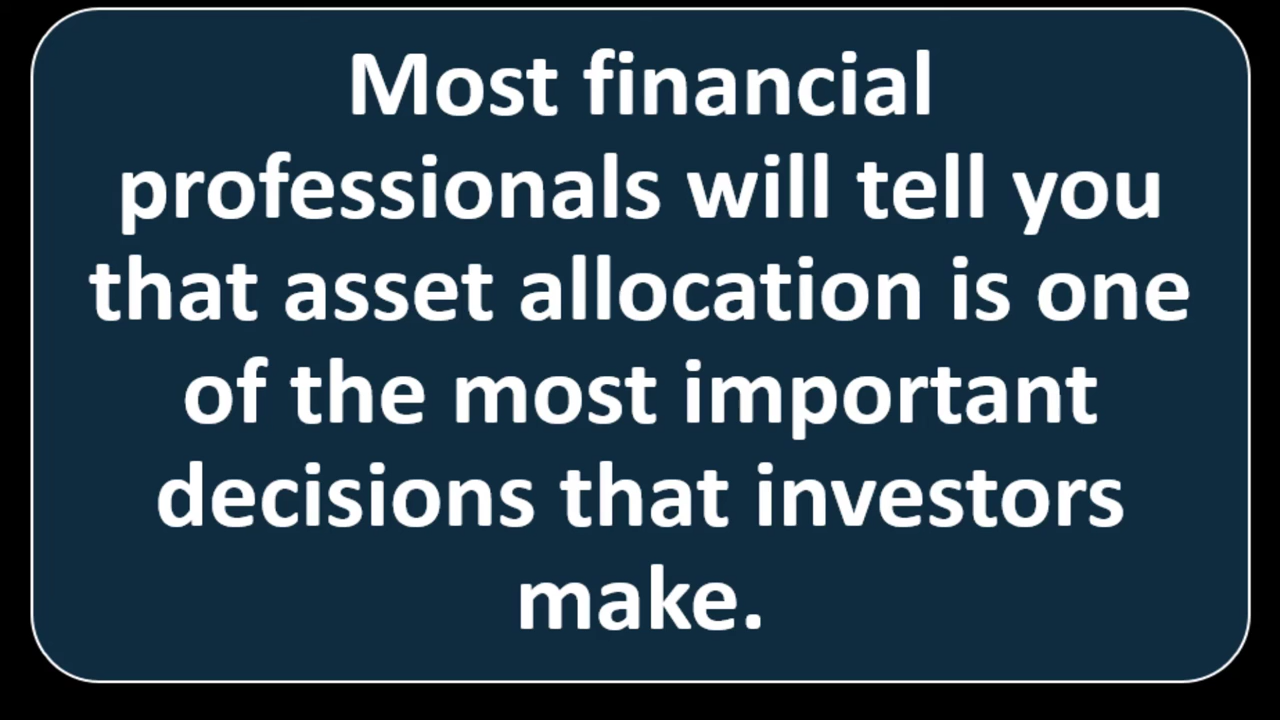 Most financial
professionals will tell you
that asset allocation is one
of the most important
decisions that investors
make.